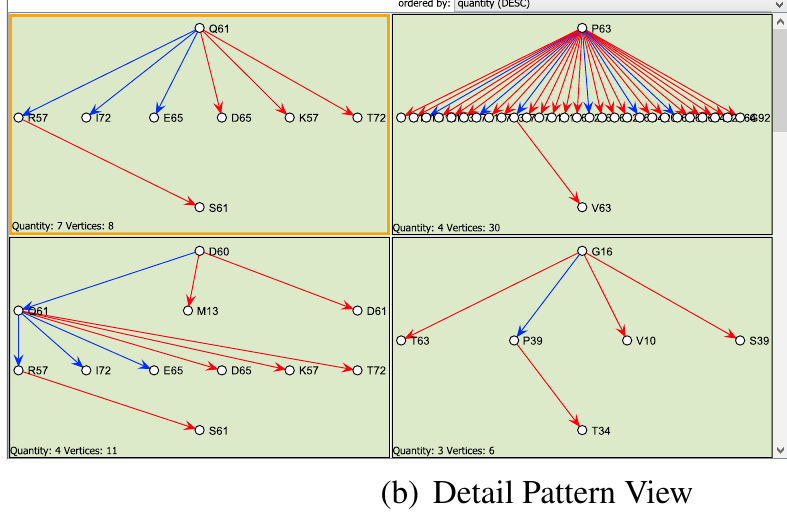 ordered by: quantity (DESC)
Q61
R57 I72 E65 D65 K57 T72
S61
Quantity: 7 Vertices: 8
P63
G92
V63
Quantity: 4 Vertices: 30
D60
Q61 M13 D61
R57 I72 E65 D65 K57 T72
S61
Quantity: 4 Vertices: 11
G16
T63 P39 V10 S39
T34
Quantity: 3 Vertices: 6
(b) Detail Pattern View